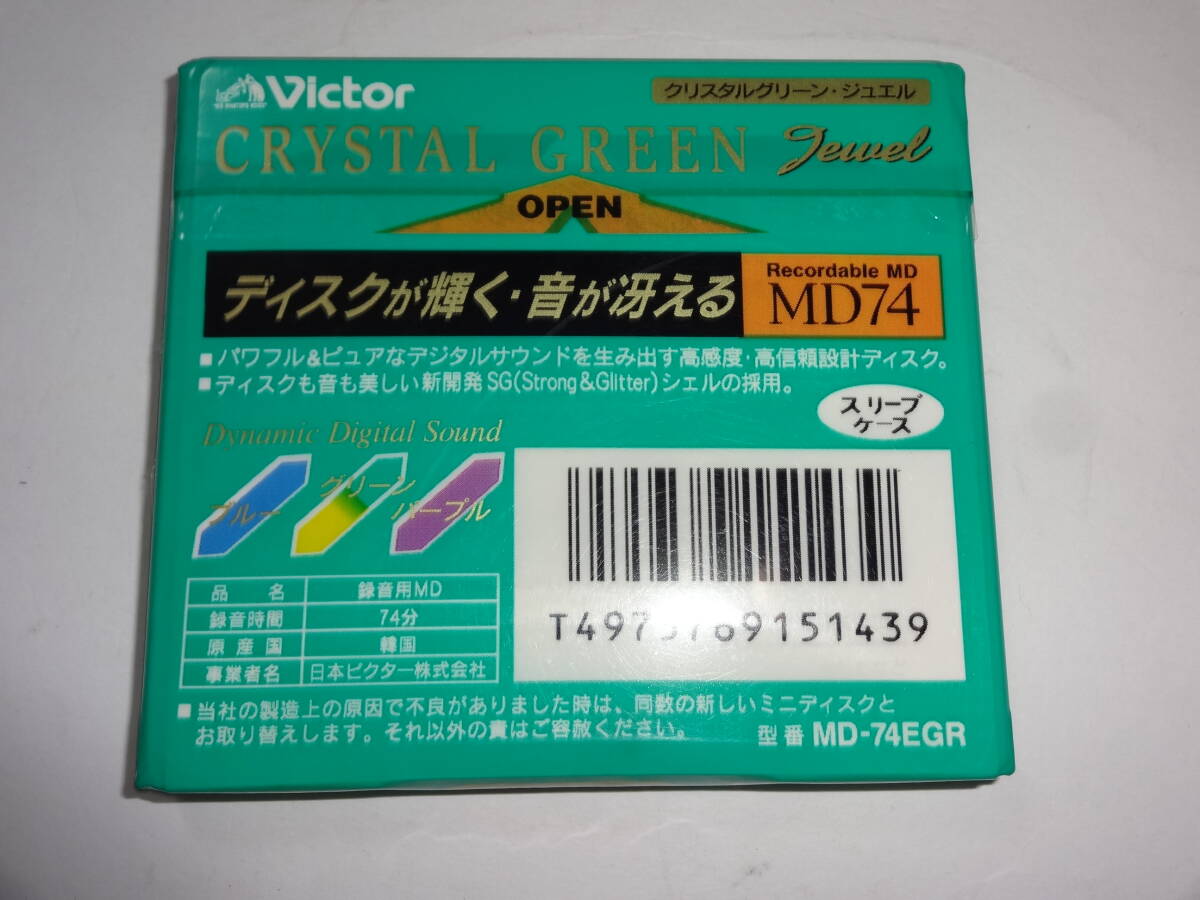 Victor
クリスタルグリーン・ジュエル
CRYSTAL GREEN Jewel
OPEN
ディスクが輝く・音が冴える
Recordable MD
MD74
■パワフル&ピュアなデジタルサウンドを生み出す高感度・高信頼設計ディスク。
■ディスクも音も美しい新開発SG(Strong&Glitter)シェルの採用。
スリーブ
ケース
Dynamic Digital Sound
ブルー
グリーン
パープル
品名 録音用MD
録音時間 74分
原産国 韓国
事業者名 日本ビクター株式会社
■当社の製造上の原因で不良がありました時は、同数の新しいミニディスクと
お取り替えします。それ以外の責はご容赦ください。
型番 MD-74EGR